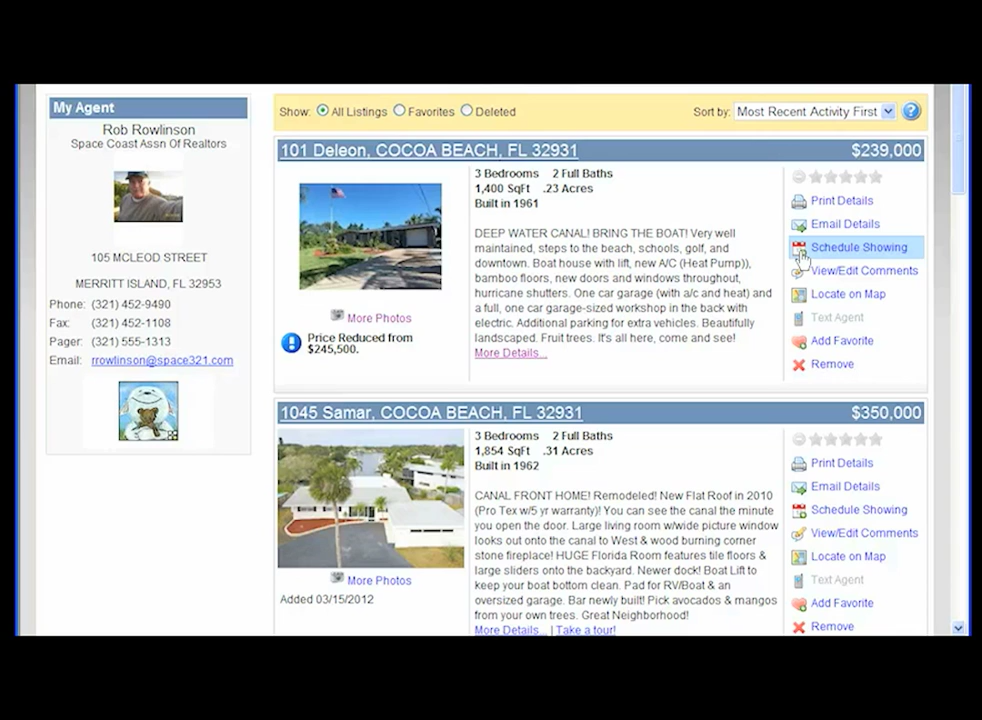 My Agent
Rob Rowlinson
Space Coast Assn Of Realtors
105 MCLEOD STREET
MERRITT ISLAND, FL 32953
Phone: (321) 452-9490
Fax: (321) 452-1108
Pager: (321) 555-1313
Email: rrowlinson@space321.com
Show: All Listings Favorites Deleted
Sort by: Most Recent Activity First ?
101 Deleon, COCOA BEACH, FL 32931 $239,000
3 Bedrooms 2 Full Baths
1,400 SqFt .23 Acres
Built in 1961
DEEP WATER CANAL! BRING THE BOAT! Very well
maintained, steps to the beach, schools, golf, and
downtown. Boat house with lift, new A/C (Heat Pump)),
bamboo floors, new doors and windows throughout,
hurricane shutters. One car garage (with a/c and heat) and
a full, one car garage-sized workshop in the back with
electric. Additional parking for extra vehicles. Beautifully
landscaped. Fruit trees. It's all here, come and see!
More Details...
More Photos
Price Reduced from
$245,500.
Print Details
Email Details
Schedule Showing
View/Edit Comments
Locate on Map
Text Agent
Add Favorite
Remove
1045 Samar, COCOA BEACH, FL 32931 $350,000
3 Bedrooms 2 Full Baths
1,854 SqFt .31 Acres
Built in 1962
CANAL FRONT HOME! Remodeled! New Flat Roof in 2010
(Pro Tex w/5 yr warranty)! You can see the canal the minute
you open the door. Large living room w/wide picture window
looks out onto the canal to West & wood burning corner
stone fireplace! HUGE Florida Room features tile floors &
large sliders onto the backyard. Newer dock! Boat Lift to
keep your boat bottom clean. Pad for RV/Boat & an
oversized garage. Bar newly built! Pick avocados & mangos
from your own trees. Great Neighborhood!
More Details... | Take a tour!
More Photos
Added 03/15/2012
Print Details
Email Details
Schedule Showing
View/Edit Comments
Locate on Map
Text Agent
Add Favorite
Remove